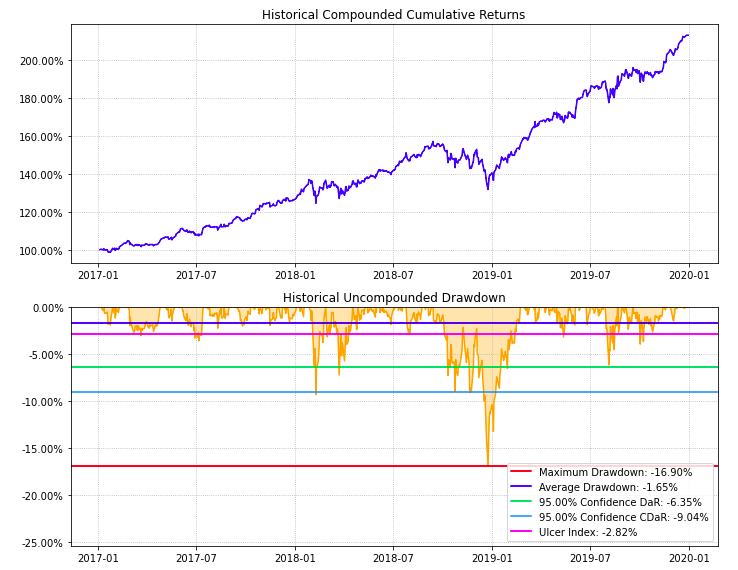 Historical Compounded Cumulative Returns
200.00%
180.00%
160.00%
140.00%
120.00%
100.00%
2017-01 2017-07 2018-01 2018-07 2019-01 2019-07 2020-01
Historical Uncompounded Drawdown
0.00%
-5.00%
-10.00%
-15.00%
-20.00%
-25.00%
Maximum Drawdown: -16.90%
Average Drawdown: -1.65%
95.00% Confidence DaR: -6.35%
95.00% Confidence CDaR: -9.04%
Ulcer Index: -2.82%
2017-01 2017-07 2018-01 2018-07 2019-01 2019-07 2020-01